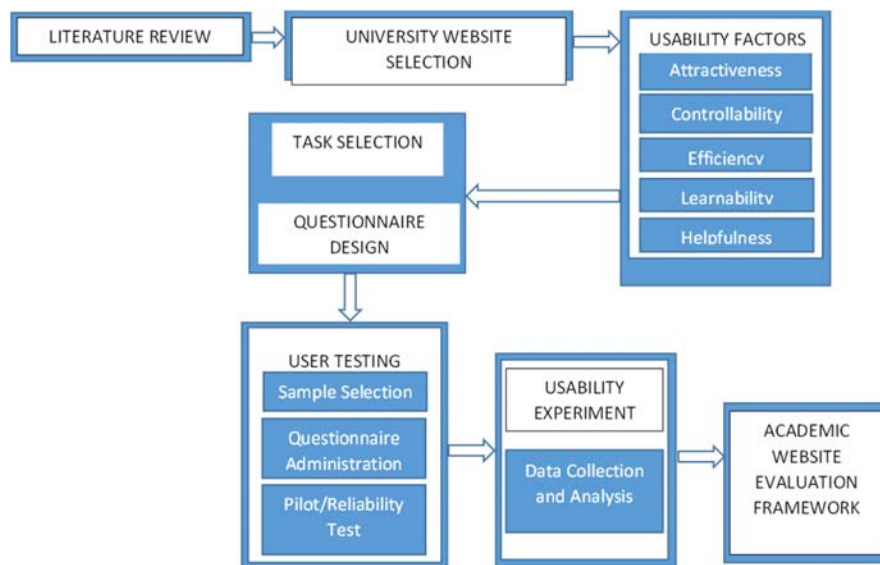 LITERATURE REVIEW
UNIVERSITY WEBSITE
SELECTION
USABILITY FACTORS
Attractiveness
Controllability
Efficiency
Learnability
Helpfulness
TASK SELECTION
QUESTIONNAIRE
DESIGN
USER TESTING
Sample Selection
Questionnaire
Administration
Pilot/Reliability
Test
USABILITY
EXPERIMENT
Data Collection
and Analysis
ACADEMIC
WEBSITE
EVALUATION
FRAMEWORK